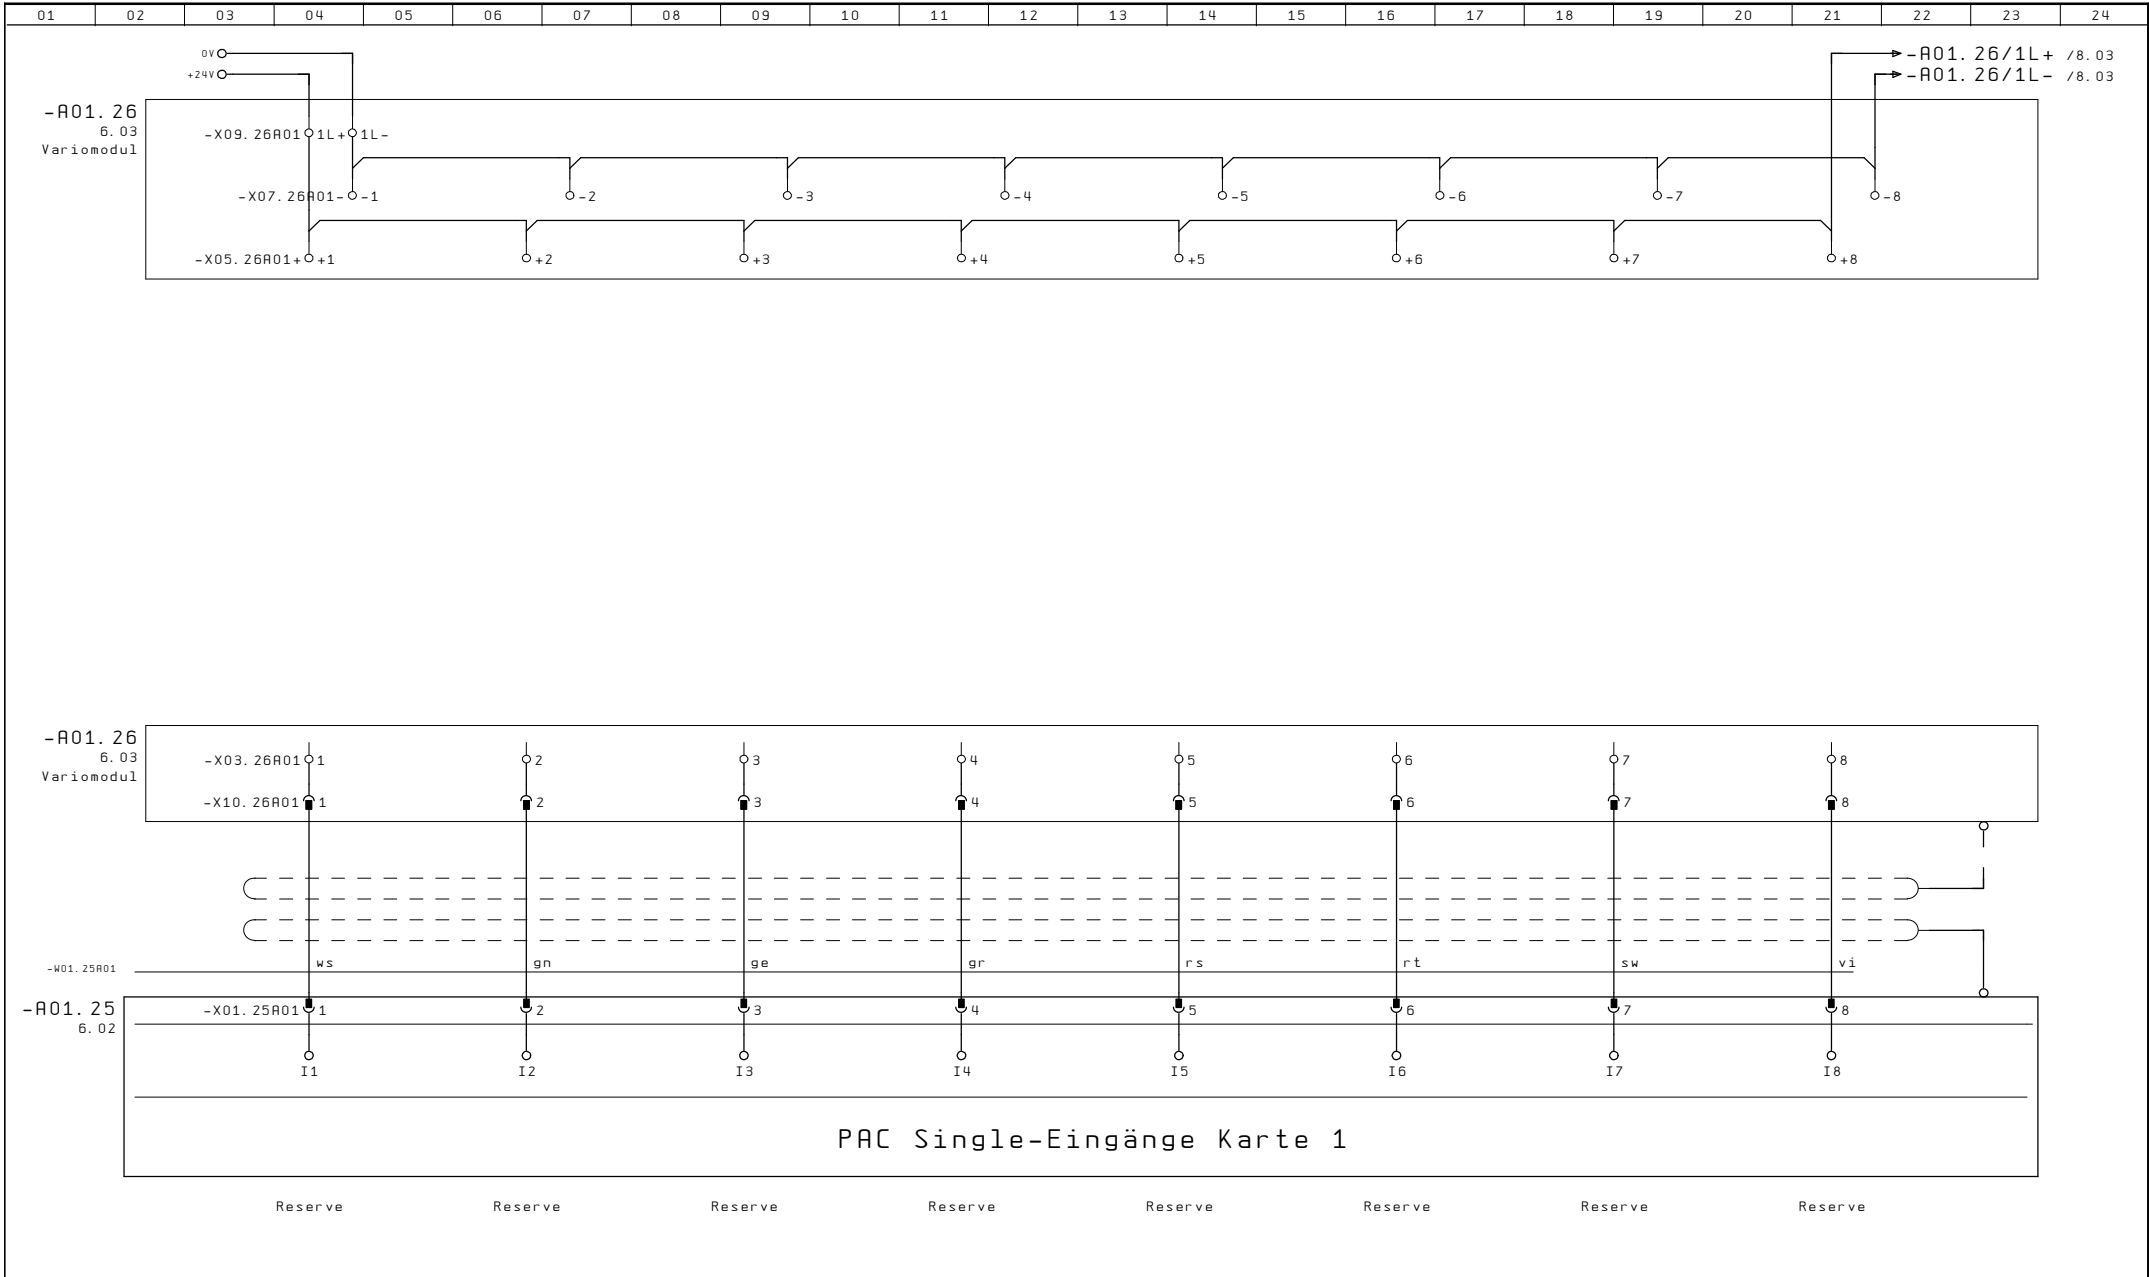 01 02 03 04 05 06 07 08 09 10 11 12 13 14 15 16 17 18 19 20 21 22 23 24
0V -A01.26/1L+ /8.03
+24V -A01.26/1L- /8.03
-A01.26
6.03 -X09.26A01 1L+ 1L-
Variomodul
-X07.26A01- -1 -2 -3 -4 -5 -6 -7 -8
-X05.26A01+ +1 +2 +3 +4 +5 +6 +7 +8
-A01.26
6.03 -X03.26A01 1 2 3 4 5 6 7 8
Variomodul
-X10.26A01 1 2 3 4 5 6 7 8
ws gn ge gr rs rt sw vi
-W01.25A01
-A01.25 -X01.25A01 1 2 3 4 5 6 7 8
6.02
I1 I2 I3 I4 I5 I6 I7 I8
PAC Single-Eingänge Karte 1
Reserve Reserve Reserve Reserve Reserve Reserve Reserve Reserve